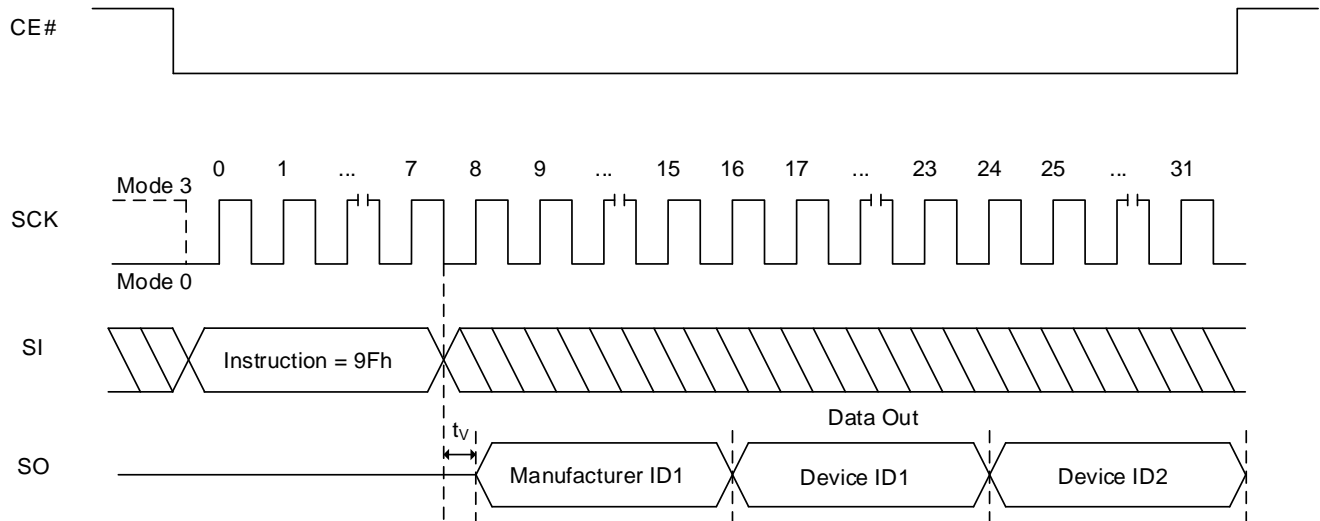 CE#
0 1 ... 7 8 9 ... 15 16 17 ... 23 24 25 ... 31
Mode 3
SCK
Mode 0
SI
Instruction = 9Fh
Data Out
tV
SO
Manufacturer ID1
Device ID1
Device ID2